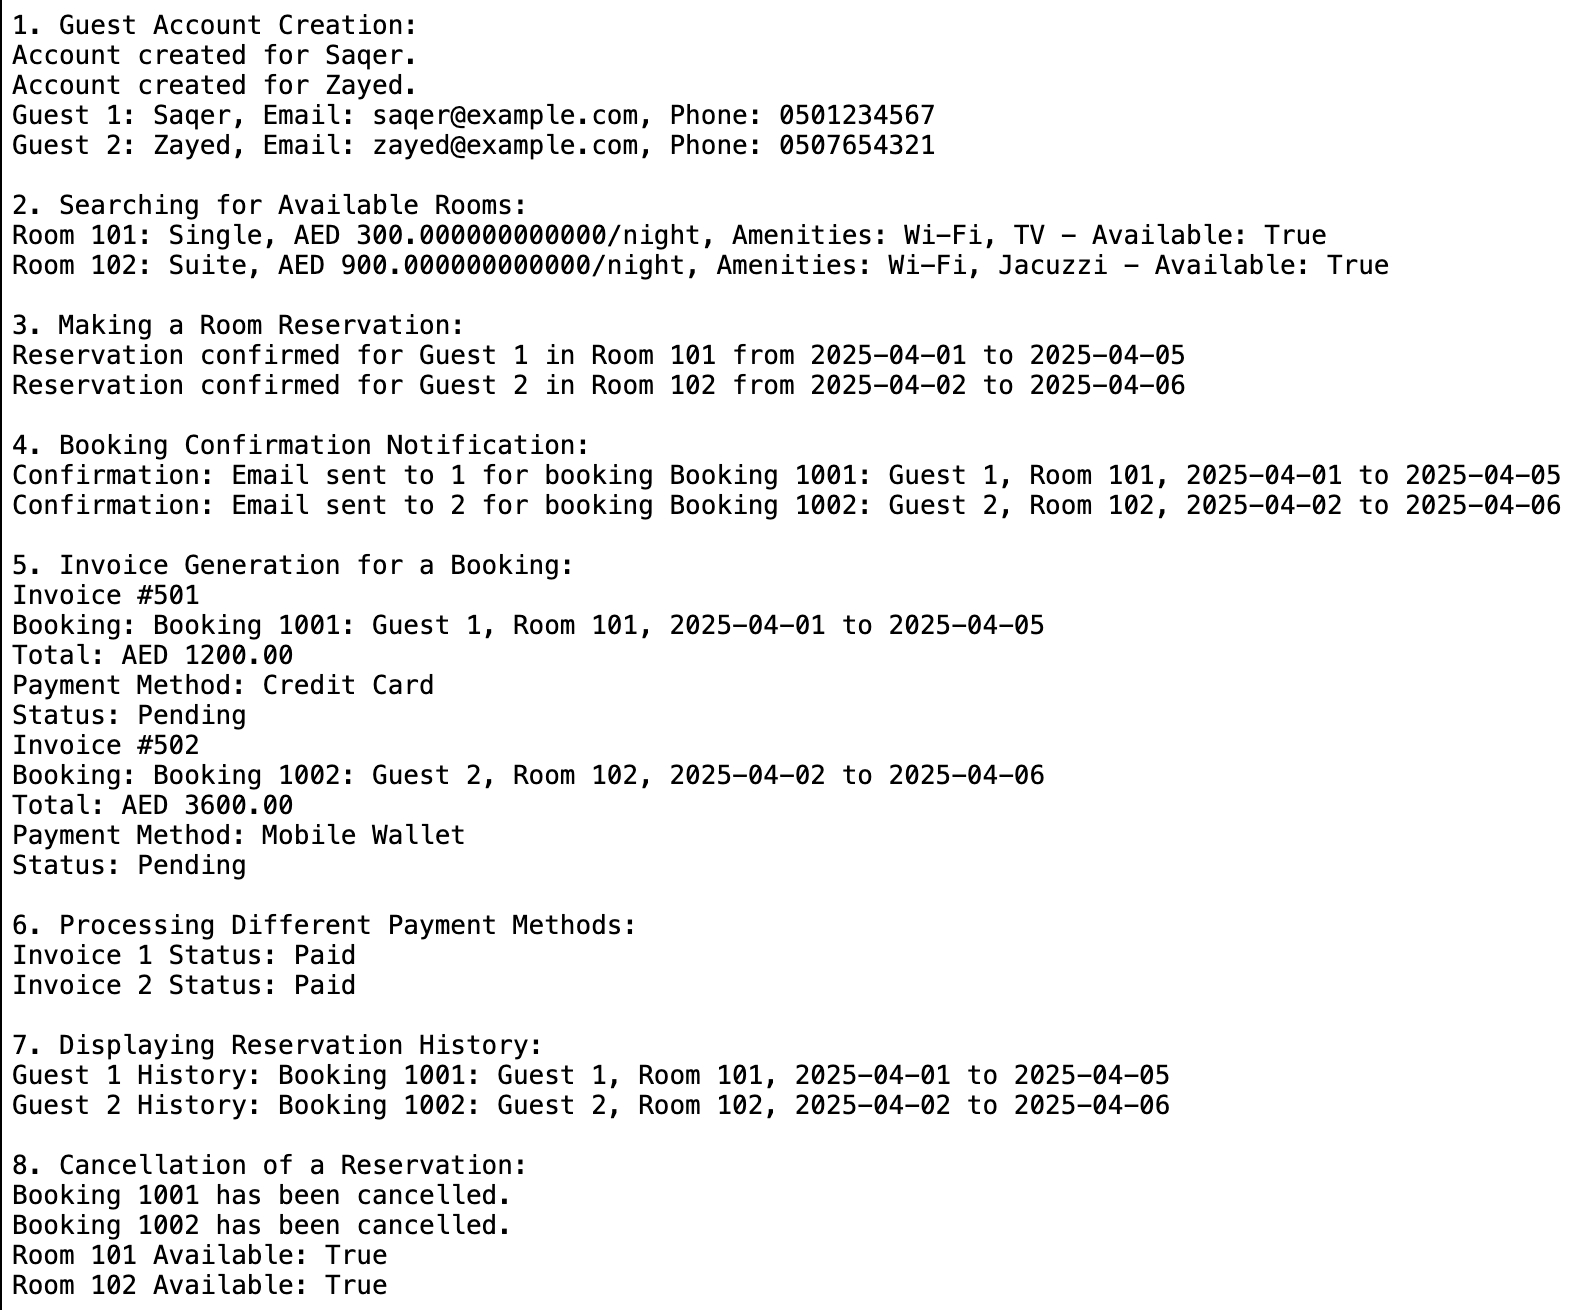 1. Guest Account Creation:
Account created for Saqer.
Account created for Zayed.
Guest 1: Saqer, Email: saqer@example.com, Phone: 0501234567
Guest 2: Zayed, Email: zayed@example.com, Phone: 0507654321

2. Searching for Available Rooms:
Room 101: Single, AED 300.000000000000/night, Amenities: Wi-Fi, TV - Available: True
Room 102: Suite, AED 900.000000000000/night, Amenities: Wi-Fi, Jacuzzi - Available: True

3. Making a Room Reservation:
Reservation confirmed for Guest 1 in Room 101 from 2025-04-01 to 2025-04-05
Reservation confirmed for Guest 2 in Room 102 from 2025-04-02 to 2025-04-06

4. Booking Confirmation Notification:
Confirmation: Email sent to 1 for booking Booking 1001: Guest 1, Room 101, 2025-04-01 to 2025-04-05
Confirmation: Email sent to 2 for booking Booking 1002: Guest 2, Room 102, 2025-04-02 to 2025-04-06

5. Invoice Generation for a Booking:
Invoice #501
Booking: Booking 1001: Guest 1, Room 101, 2025-04-01 to 2025-04-05
Total: AED 1200.00
Payment Method: Credit Card
Status: Pending
Invoice #502
Booking: Booking 1002: Guest 2, Room 102, 2025-04-02 to 2025-04-06
Total: AED 3600.00
Payment Method: Mobile Wallet
Status: Pending

6. Processing Different Payment Methods:
Invoice 1 Status: Paid
Invoice 2 Status: Paid

7. Displaying Reservation History:
Guest 1 History: Booking 1001: Guest 1, Room 101, 2025-04-01 to 2025-04-05
Guest 2 History: Booking 1002: Guest 2, Room 102, 2025-04-02 to 2025-04-06

8. Cancellation of a Reservation:
Booking 1001 has been cancelled.
Booking 1002 has been cancelled.
Room 101 Available: True
Room 102 Available: True